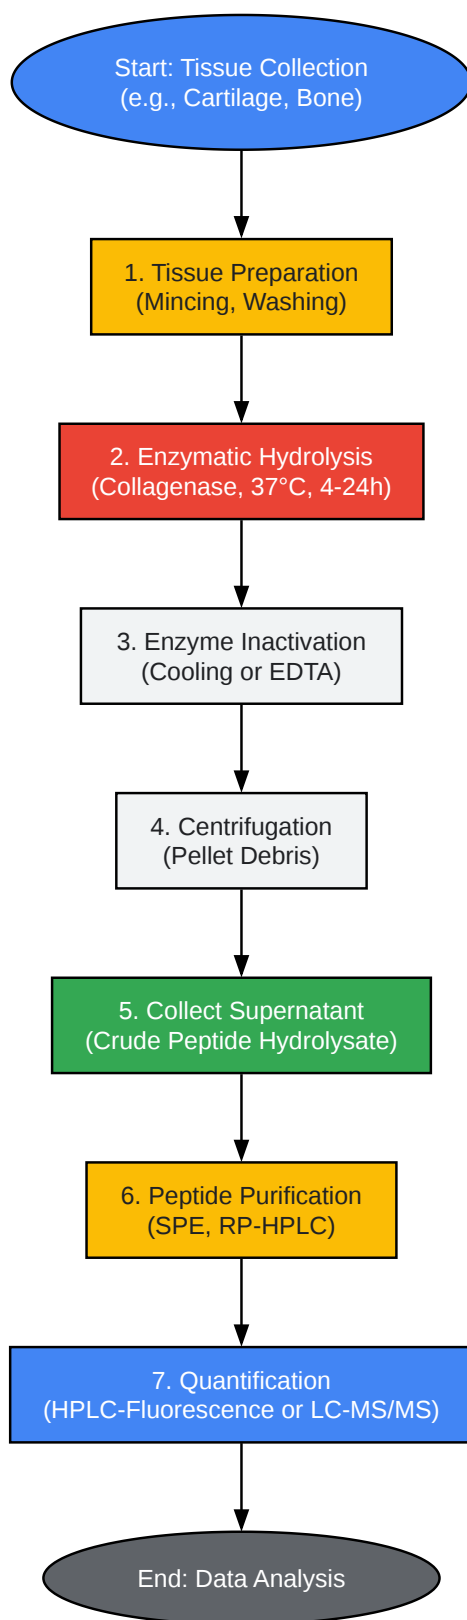 Start: Tissue Collection
(e.g., Cartilage, Bone)
1. Tissue Preparation
(Mincing, Washing)
2. Enzymatic Hydrolysis
(Collagenase, 37°C, 4-24h)
3. Enzyme Inactivation
(Cooling or EDTA)
4. Centrifugation
(Pellet Debris)
5. Collect Supernatant
(Crude Peptide Hydrolysate)
6. Peptide Purification
(SPE, RP-HPLC)
7. Quantification
(HPLC-Fluorescence or LC-MS/MS)
End: Data Analysis